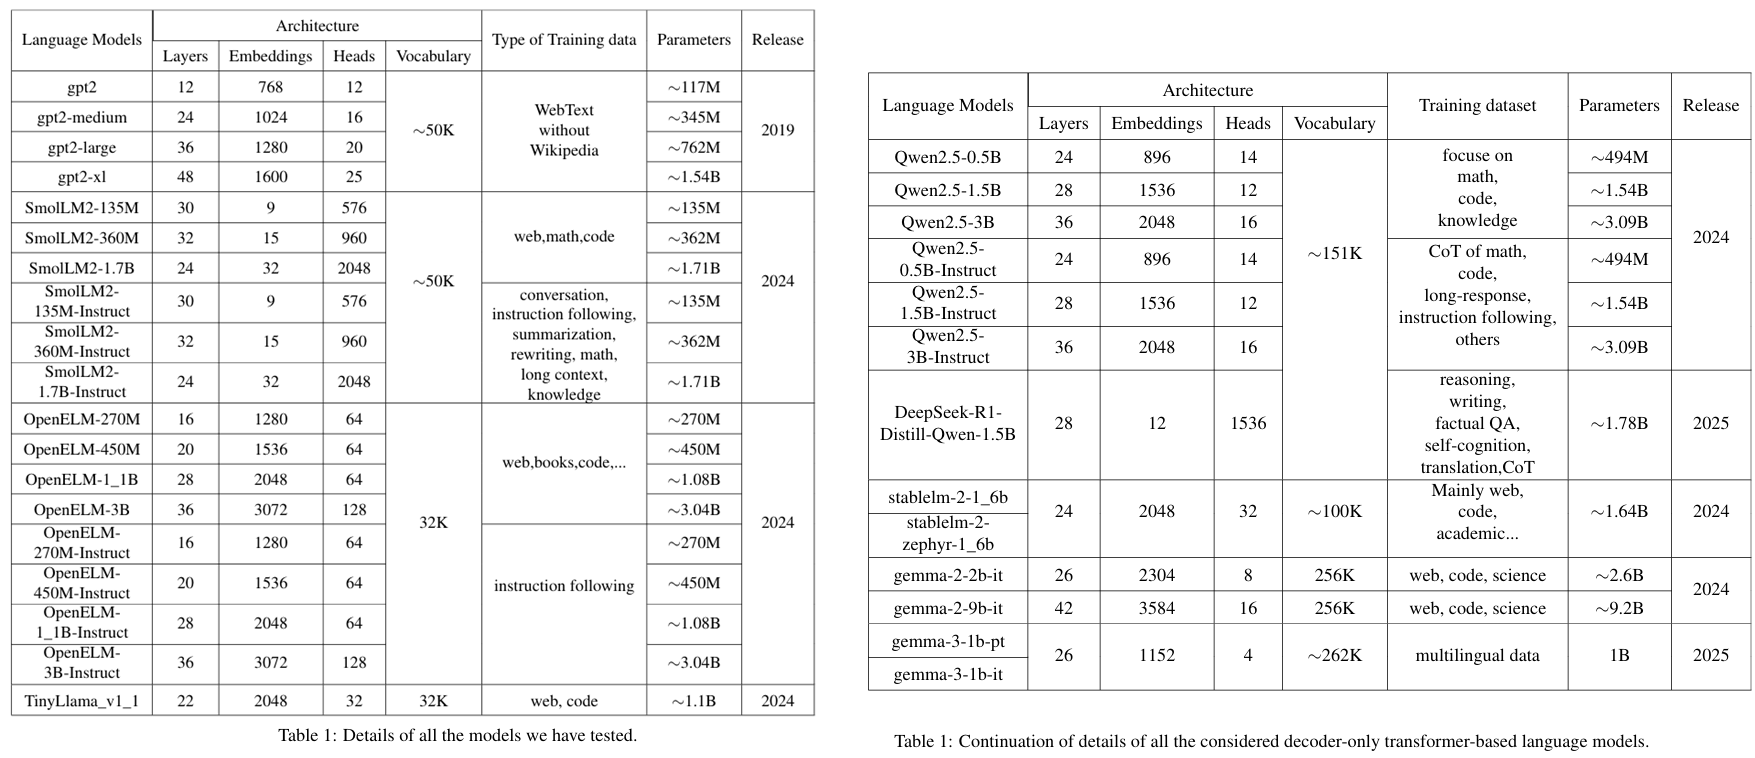 Language Models Architecture Type of Training data Parameters Release
Layers Embeddings Heads Vocabulary
gpt2 12 768 12 ~50K WebText without Wikipedia ~117M 2019
gpt2-medium 24 1024 16 ~345M
gpt2-large 36 1280 20 ~762M
gpt2-xl 48 1600 25 ~1.54B
SmolLM2-135M 30 9 576 ~50K web,math,code ~135M 2024
SmolLM2-360M 32 15 960 ~362M
SmolLM2-1.7B 24 32 2048 ~1.71B
SmolLM2-
135M-Instruct 30 9 576 conversation, ~135M
instruction following,
SmolLM2-
360M-Instruct 32 15 960 summarization, ~362M
rewriting, math,
SmolLM2-
1.7B-Instruct 24 32 2048 long context, ~1.71B
knowledge
OpenELM-270M 16 1280 64 32K web,books,code,... ~270M 2024
OpenELM-450M 20 1536 64 ~450M
OpenELM-1_1B 28 2048 64 ~1.08B
OpenELM-3B 36 3072 128 ~3.04B
OpenELM-
270M-Instruct 16 1280 64 instruction following ~270M
OpenELM-
450M-Instruct 20 1536 64 ~450M
OpenELM-
1_1B-Instruct 28 2048 64 ~1.08B
OpenELM-
3B-Instruct 36 3072 128 ~3.04B
TinyLlama_v1_1 22 2048 32 32K web, code ~1.1B 2024
Table 1: Details of all the models we have tested.
Language Models Architecture Training dataset Parameters Release
Layers Embeddings Heads Vocabulary
Qwen2.5-0.5B 24 896 14 ~151K focus on ~494M 2024
math,
Qwen2.5-1.5B 28 1536 12 code, ~1.54B
Qwen2.5-3B 36 2048 16 knowledge ~3.09B
Qwen2.5-
0.5B-Instruct 24 896 14 CoT of math, ~494M
code,
Qwen2.5-
1.5B-Instruct 28 1536 12 long-response, ~1.54B
instruction following,
Qwen2.5-
3B-Instruct 36 2048 16 others ~3.09B
DeepSeek-R1-
Distill-Qwen-1.5B 28 12 1536 reasoning, ~1.78B 2025
writing,
factual QA,
self-cognition,
translation,CoT
stablelm-2-1_6b 24 2048 32 ~100K Mainly web, ~1.64B 2024
code,
stablelm-2-
zephyr-1_6b academic...
gemma-2-2b-it 26 2304 8 256K web, code, science ~2.6B 2024
gemma-2-9b-it 42 3584 16 256K web, code, science ~9.2B
gemma-3-1b-pt 26 1152 4 ~262K multilingual data 1B 2025
gemma-3-1b-it
Table 1: Continuation of details of all the considered decoder-only transformer-based language models.